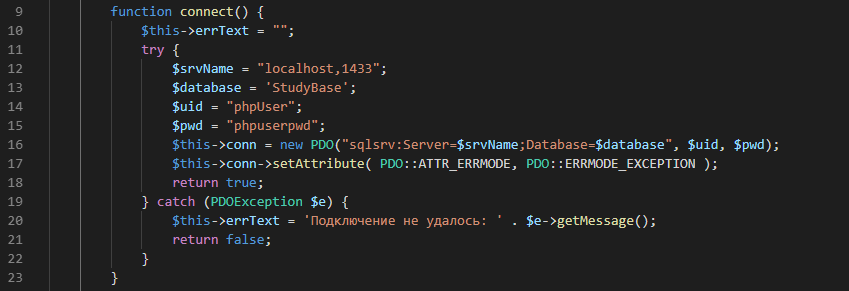 9 function connect() {
10 $this->errText = "";
11 try {
12 $srvName = "localhost,1433";
13 $database = 'StudyBase';
14 $uid = "phpUser";
15 $pwd = "phpuserpwd";
16 $this->conn = new PDO("sqlsrv:Server=$srvName;Database=$database", $uid, $pwd);
17 $this->conn->setAttribute( PDO::ATTR_ERRMODE, PDO::ERRMODE_EXCEPTION );
18 return true;
19 } catch (PDOException $e) {
20 $this->errText = 'Подключение не удалось: ' . $e->getMessage();
21 return false;
22 }
23 }